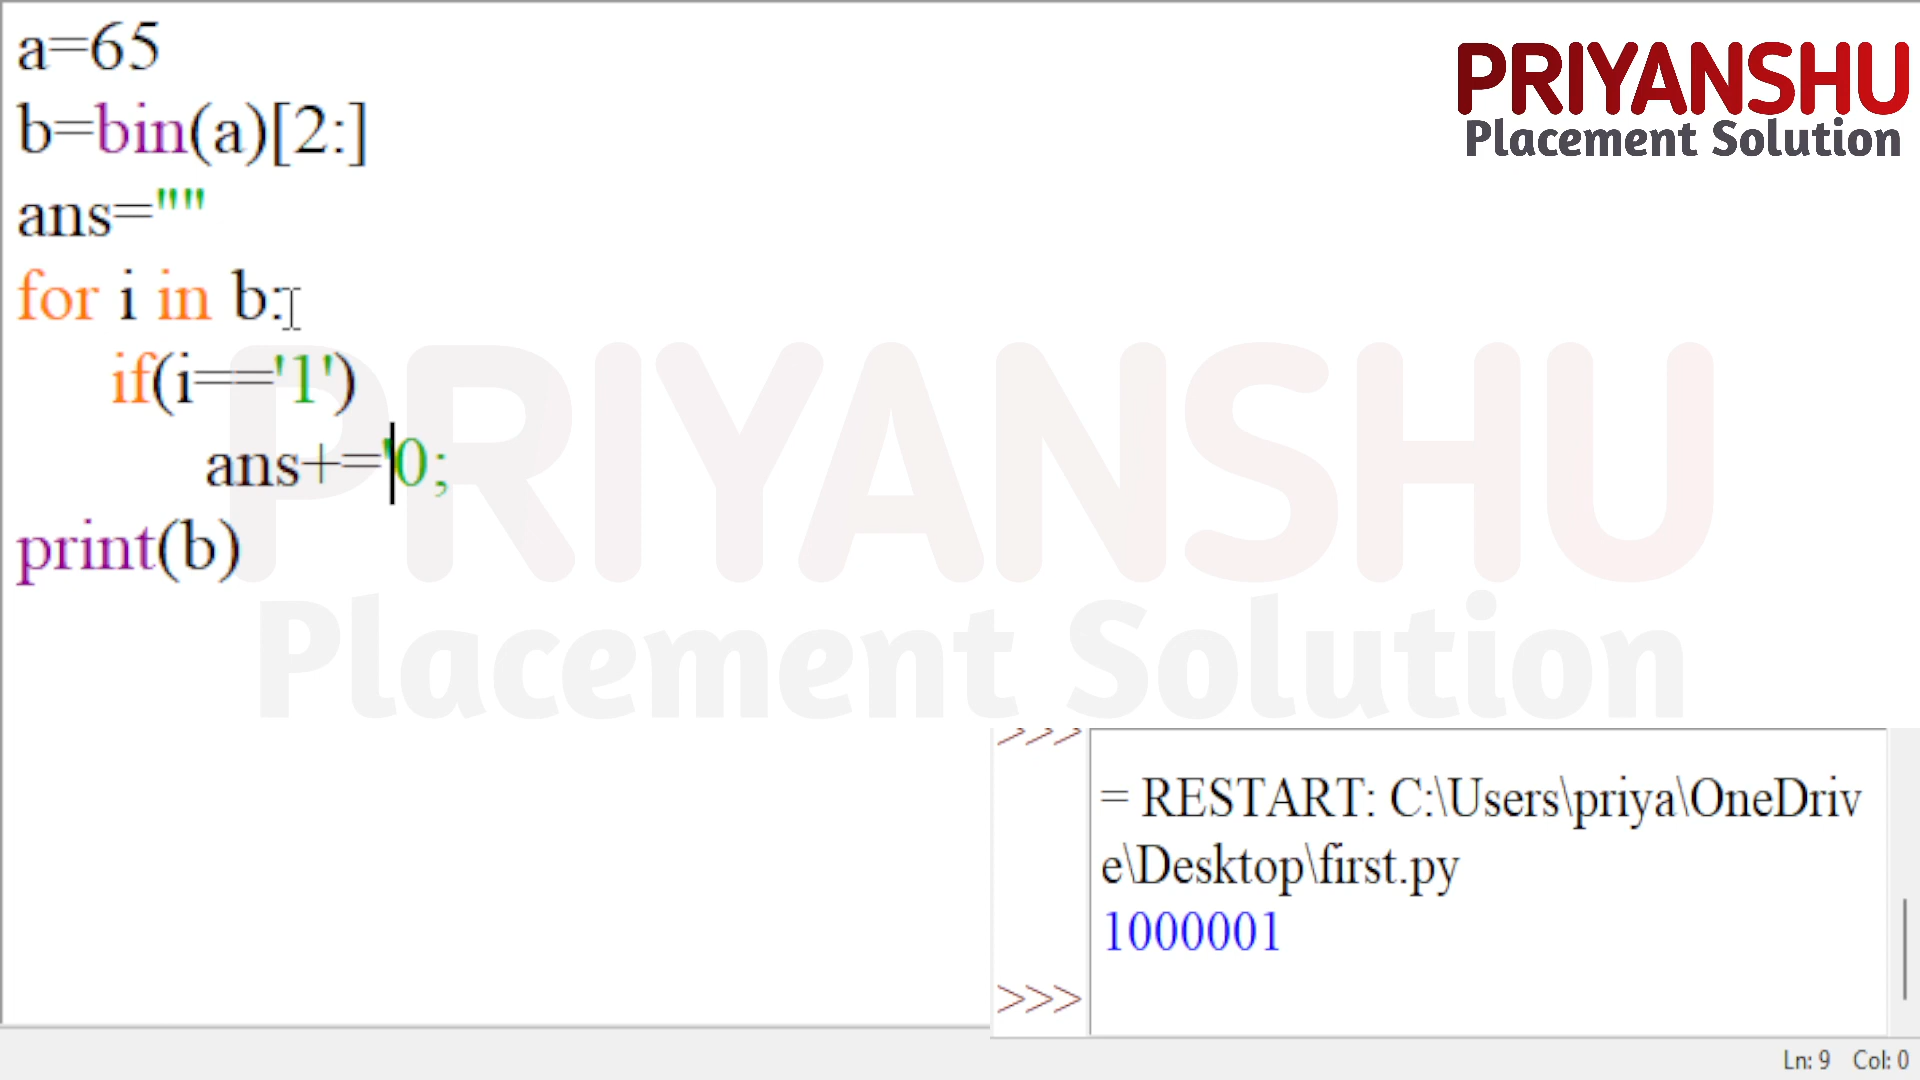 a=65
b=bin(a)[2:]
ans=""
for i in b:
if(i=='1')
ans+='0;
print(b)
PRIYANSHU
Placement Solution
PRIYANSHU
Placement Solution
>>>
= RESTART: C:\Users\priya\OneDriv
e\Desktop\first.py
1000001
>>>
Ln: 9 Col: 0